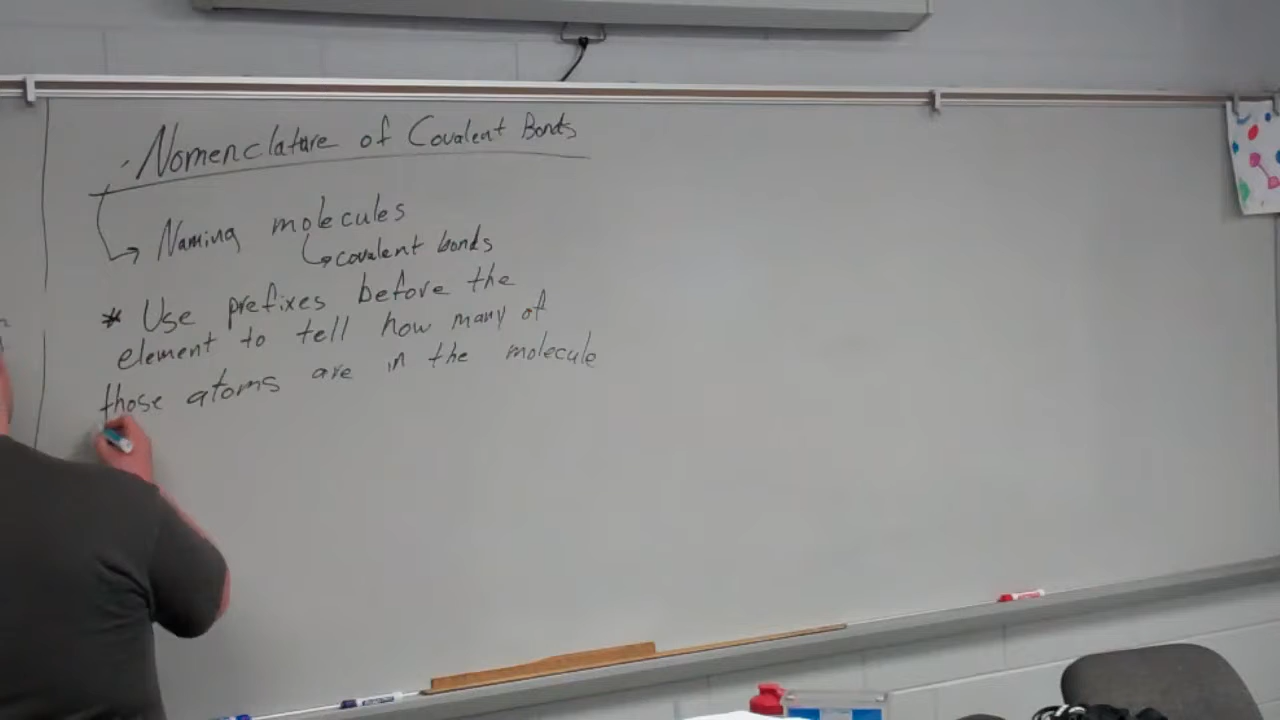 Nomenclature of Covalent Bonds
Naming molecules
covalent bonds
* Use prefixes before the
element to tell how many of
those atoms are in the molecule